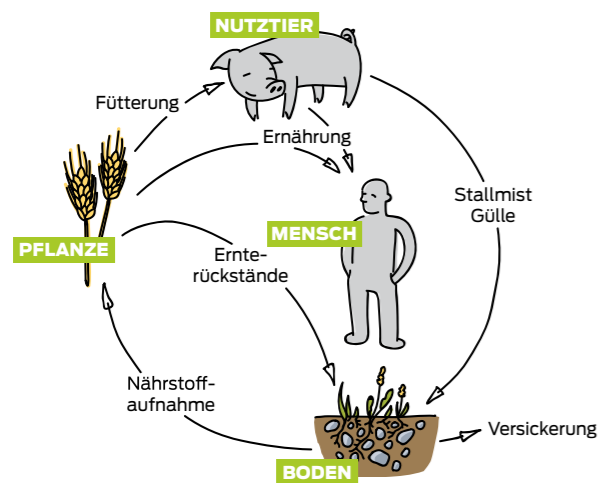 NUTZTIER
Fütterung
Ernährung
Stallmist
Gülle
MENSCH
PFLANZE
Ernte-
rückstände
Nährstoff-
aufnahme
Versickerung
BODEN